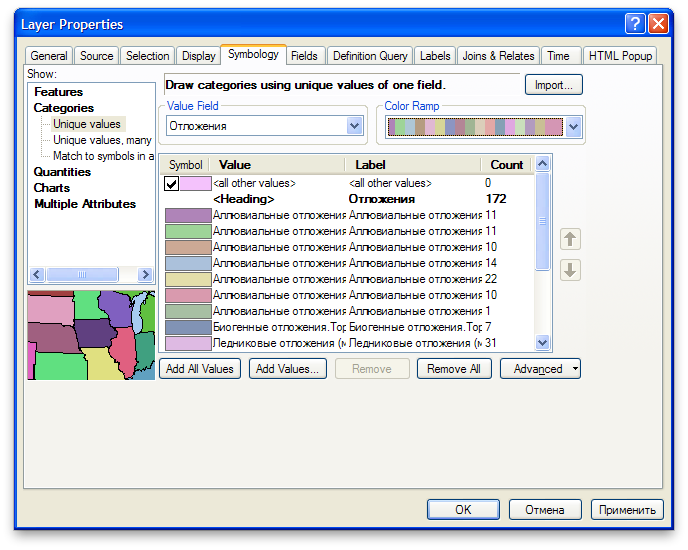 Layer Properties
General Source Selection Display Symbology Fields Definition Query Labels Joins & Relates Time HTML Popup
Show:
Features
Categories
Unique values
Unique values, many
Match to symbols in a
Quantities
Charts
Multiple Attributes
Draw categories using unique values of one field.
Import...
Value Field
Отложения
Color Ramp
Symbol Value Label Count
<all other values> <all other values> 0
<Heading> Отложения 172
Аллювиальные отложения Аллювиальные отложения 11
Аллювиальные отложения Аллювиальные отложения 11
Аллювиальные отложения Аллювиальные отложения 10
Аллювиальные отложения Аллювиальные отложения 14
Аллювиальные отложения Аллювиальные отложения 22
Аллювиальные отложения Аллювиальные отложения 10
Аллювиальные отложения Аллювиальные отложения 1
Биогенные отложения.Тор Биогенные отложения.Тор 7
Ледниковые отложения (м Ледниковые отложения (м 31
Add All Values Add Values... Remove Remove All Advanced
OK Отмена Применить